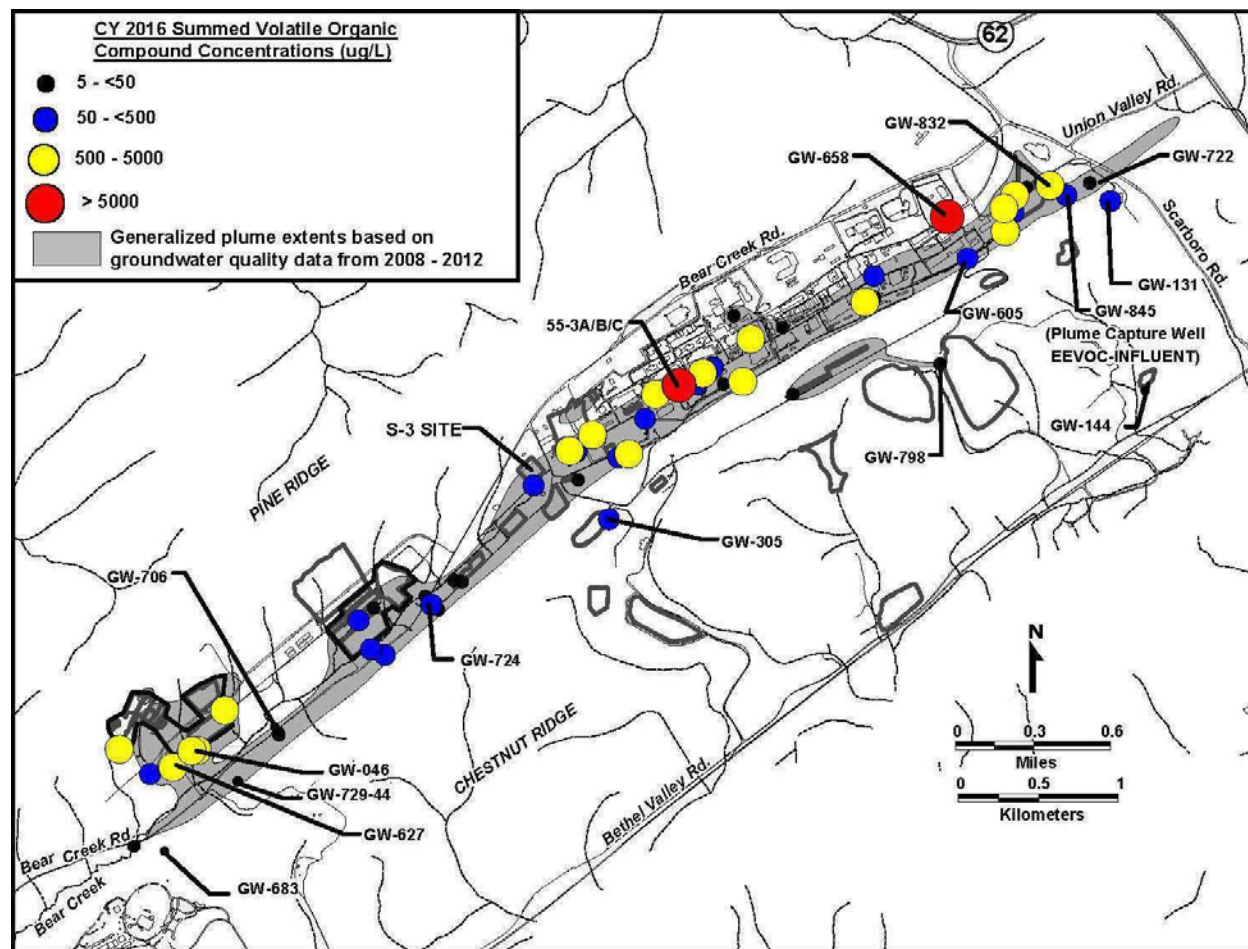 CY 2016 Summed Volatile Organic
Compound Concentrations (ug/L)
5 - <50
50 - <500
500 - 5000
> 5000
Generalized plume extents based on
groundwater quality data from 2008 - 2012
62
Union Valley Rd.
GW-832
GW-658
GW-722
Scarboro Rd.
Bear Creek Rd.
GW-131
GW-605
GW-845
(Plume Capture Well
EEVOC-INFLUENT)
55-3A/B/C
GW-144
S-3 SITE
GW-798
PINE RIDGE
GW-305
GW-706
GW-724
N
CHESTNUT RIDGE
0 0.3 0.6
Miles
0 0.5 1
Kilometers
GW-046
GW-729-44
Bethel Valley Rd.
GW-627
Bear Creek Rd.
Bear Creek
GW-683